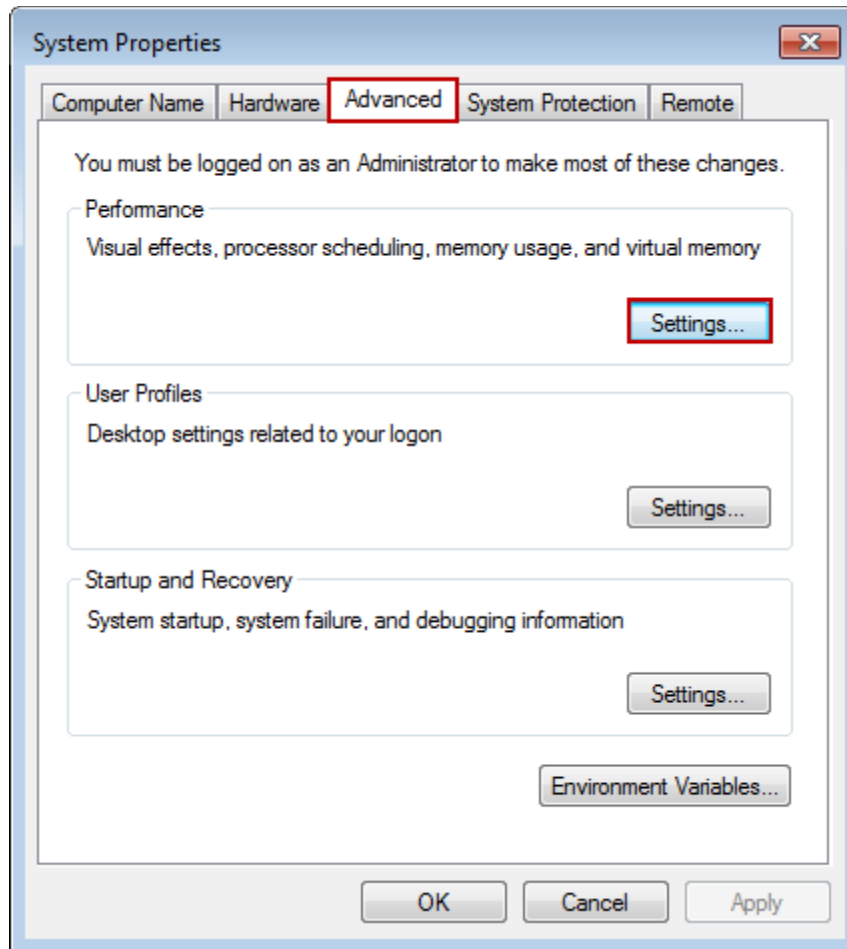 System Properties
Computer Name Hardware Advanced System Protection Remote
You must be logged on as an Administrator to make most of these changes.
Performance
Visual effects, processor scheduling, memory usage, and virtual memory
Settings...
User Profiles
Desktop settings related to your logon
Settings...
Startup and Recovery
System startup, system failure, and debugging information
Settings...
Environment Variables...
OK Cancel Apply